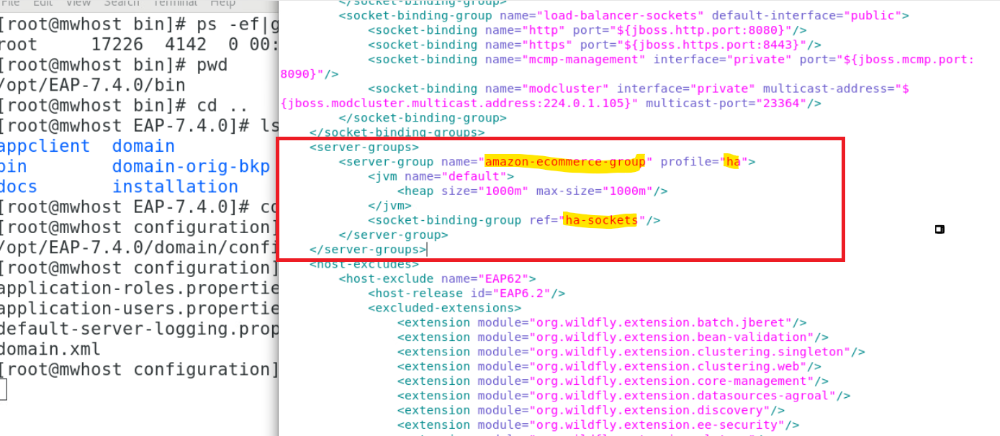 File Edit View Search Terminal Help
[root@mwhost bin]# ps -ef|g
root 17226 4142 0 00:
[root@mwhost bin]# pwd
/opt/EAP-7.4.0/bin
[root@mwhost bin]# cd ..
[root@mwhost EAP-7.4.0]# ls
appclient domain
bin domain-orig-bkp
docs installation
[root@mwhost EAP-7.4.0]# cd
[root@mwhost configuration]
/opt/EAP-7.4.0/domain/confi
[root@mwhost configuration]
application-roles.propertie
application-users.propertie
default-server-logging.prop
domain.xml
[root@mwhost configuration]
</socket-binding-group>
<socket-binding-group name="load-balancer-sockets" default-interface="public">
<socket-binding name="http" port="${jboss.http.port:8080}"/>
<socket-binding name="https" port="${jboss.https.port:8443}"/>
<socket-binding name="mcmp-management" interface="private" port="${jboss.mcmp.port:
8090}"/>
<socket-binding name="modcluster" interface="private" multicast-address="$
{jboss.modcluster.multicast.address:224.0.1.105}" multicast-port="23364"/>
</socket-binding-group>
</socket-binding-groups>
<server-groups>
<server-group name="amazon-ecommerce-group" profile="ha">
<jvm name="default">
<heap size="1000m" max-size="1000m"/>
</jvm>
<socket-binding-group ref="ha-sockets"/>
</server-group>
</server-groups>
<host-excludes>
<host-exclude name="EAP62">
<host-release id="EAP6.2"/>
<excluded-extensions>
<extension module="org.wildfly.extension.batch.jberet"/>
<extension module="org.wildfly.extension.bean-validation"/>
<extension module="org.wildfly.extension.clustering.singleton"/>
<extension module="org.wildfly.extension.clustering.web"/>
<extension module="org.wildfly.extension.core-management"/>
<extension module="org.wildfly.extension.datasources-agroal"/>
<extension module="org.wildfly.extension.discovery"/>
<extension module="org.wildfly.extension.ee-security"/>